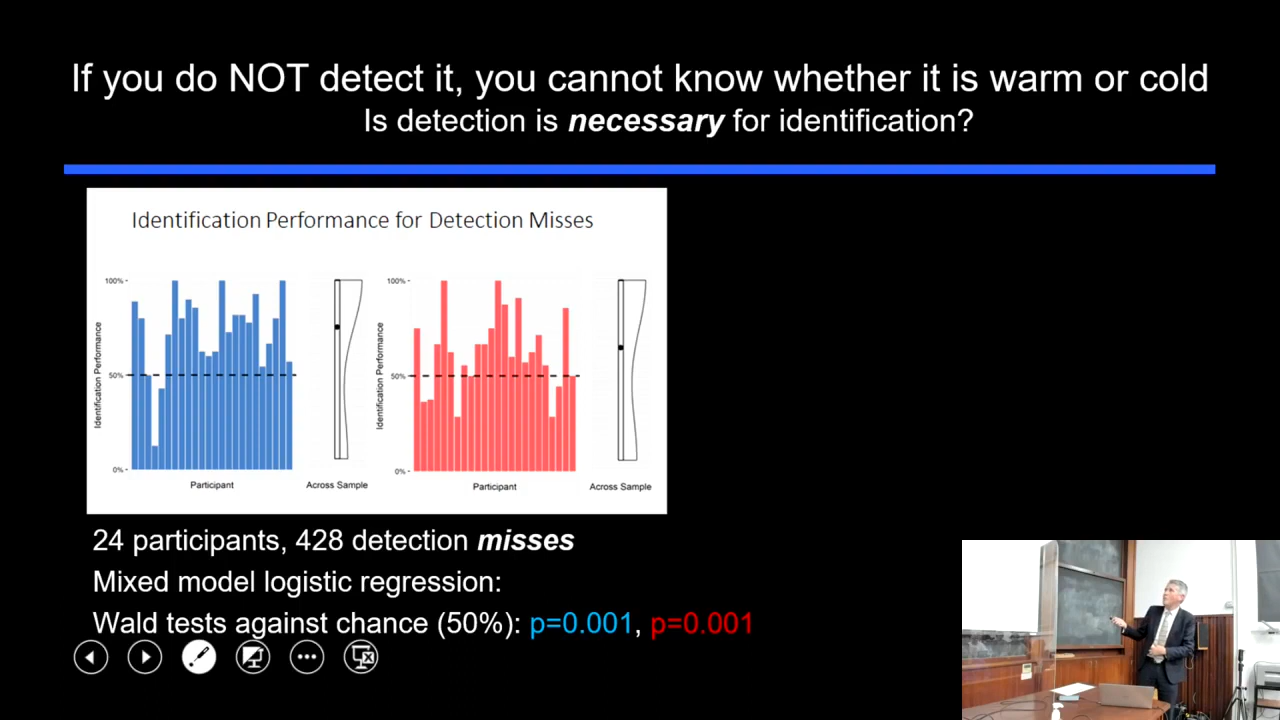 If you do NOT detect it, you cannot know whether it is warm or cold
Is detection is necessary for identification?
Identification Performance for Detection Misses
100%
50%
0%
Identification Performance
Participant
Across Sample
100%
50%
0%
Identification Performance
Participant
Across Sample
24 participants, 428 detection misses
Mixed model logistic regression:
Wald tests against chance (50%): p=0.001, p=0.001